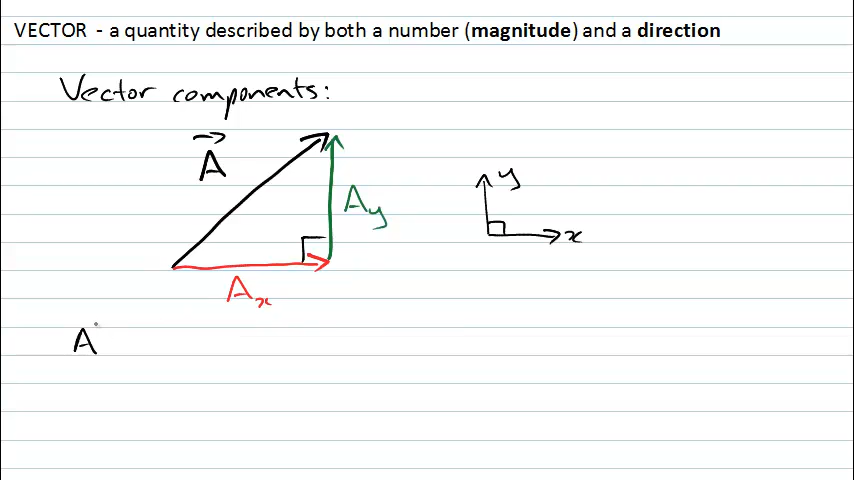 VECTOR - a quantity described by both a number (magnitude) and a direction
Vector components:
A
Ay
y
x
Ax
A